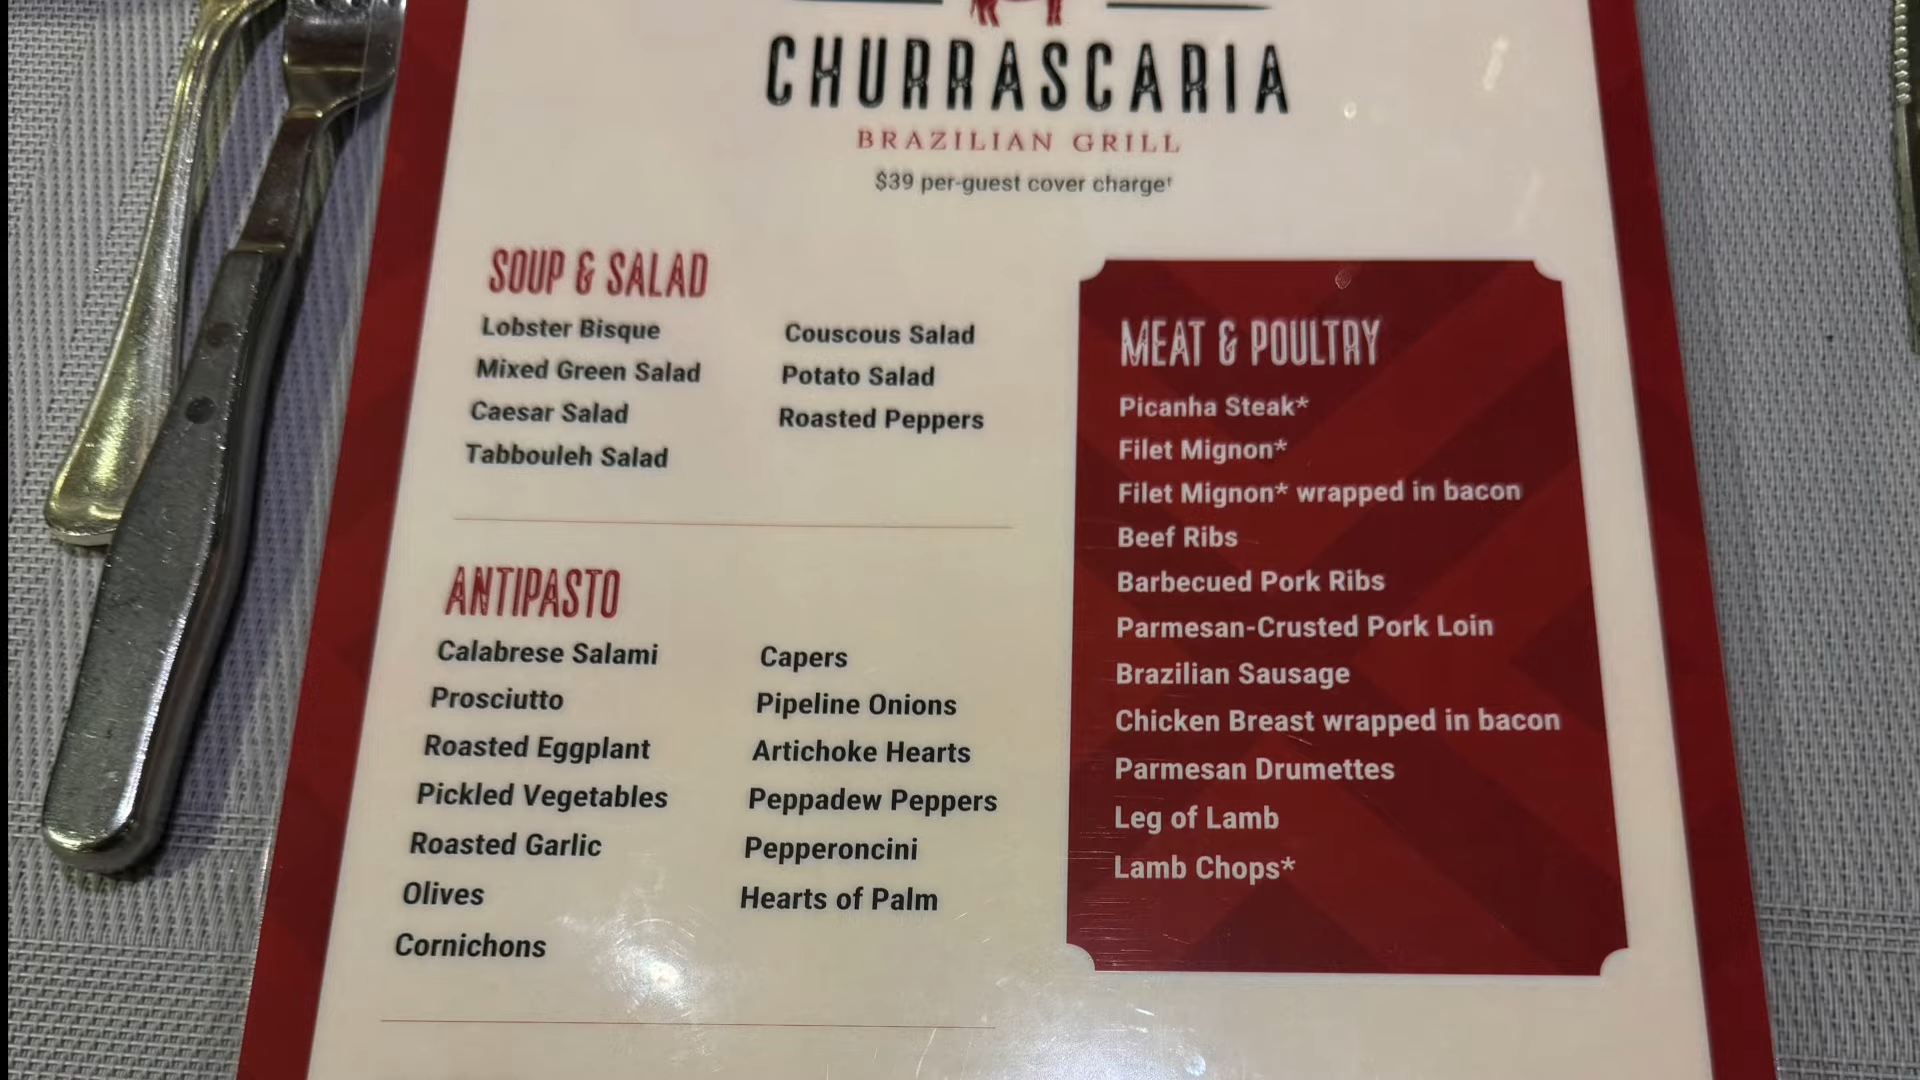 CHURRASCARIA
BRAZILIAN GRILL
$39 per-guest cover charge†
SOUP & SALAD
Lobster Bisque
Mixed Green Salad
Caesar Salad
Tabbouleh Salad
Couscous Salad
Potato Salad
Roasted Peppers
ANTIPASTO
Calabrese Salami
Prosciutto
Roasted Eggplant
Pickled Vegetables
Roasted Garlic
Olives
Cornichons
Capers
Pipeline Onions
Artichoke Hearts
Peppadew Peppers
Pepperoncini
Hearts of Palm
MEAT & POULTRY
Picanha Steak*
Filet Mignon*
Filet Mignon* wrapped in bacon
Beef Ribs
Barbecued Pork Ribs
Parmesan-Crusted Pork Loin
Brazilian Sausage
Chicken Breast wrapped in bacon
Parmesan Drumettes
Leg of Lamb
Lamb Chops*